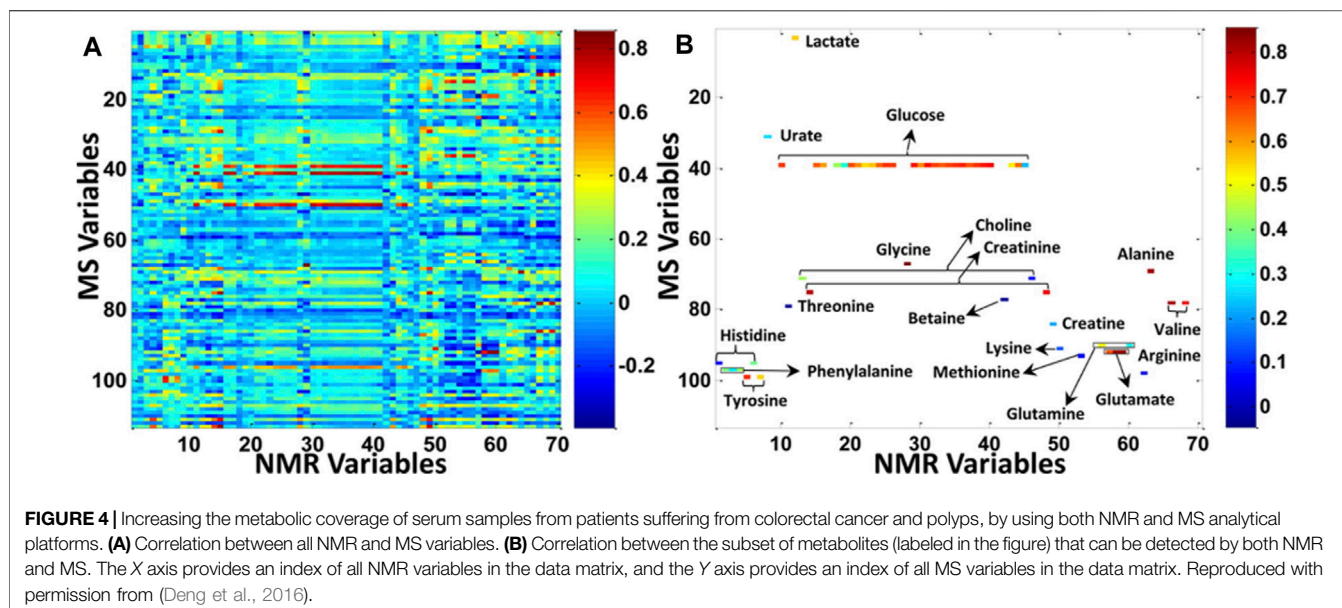 A
MS Variables
20
40
60
80
100
10 20 30 40 50 60 70
NMR Variables
0.8
0.6
0.4
0.2
0
-0.2
B
MS Variables
20
40
60
80
100
Lactate
Glucose
Urate
Choline
Glycine
Creatinine
Alanine
Threonine
Betaine
Creatine
Valine
Histidine
Lysine
Arginine
Phenylalanine
Methionine
Tyrosine
Glutamine
Glutamate
10 20 30 40 50 60 70
NMR Variables
0.8
0.7
0.6
0.5
0.4
0.3
0.2
0.1
0
FIGURE 4 | Increasing the metabolic coverage of serum samples from patients suffering from colorectal cancer and polyps, by using both NMR and MS analytical
platforms. (A) Correlation between all NMR and MS variables. (B) Correlation between the subset of metabolites (labeled in the figure) that can be detected by both NMR
and MS. The X axis provides an index of all NMR variables in the data matrix, and the Y axis provides an index of all MS variables in the data matrix. Reproduced with
permission from (Deng et al., 2016).